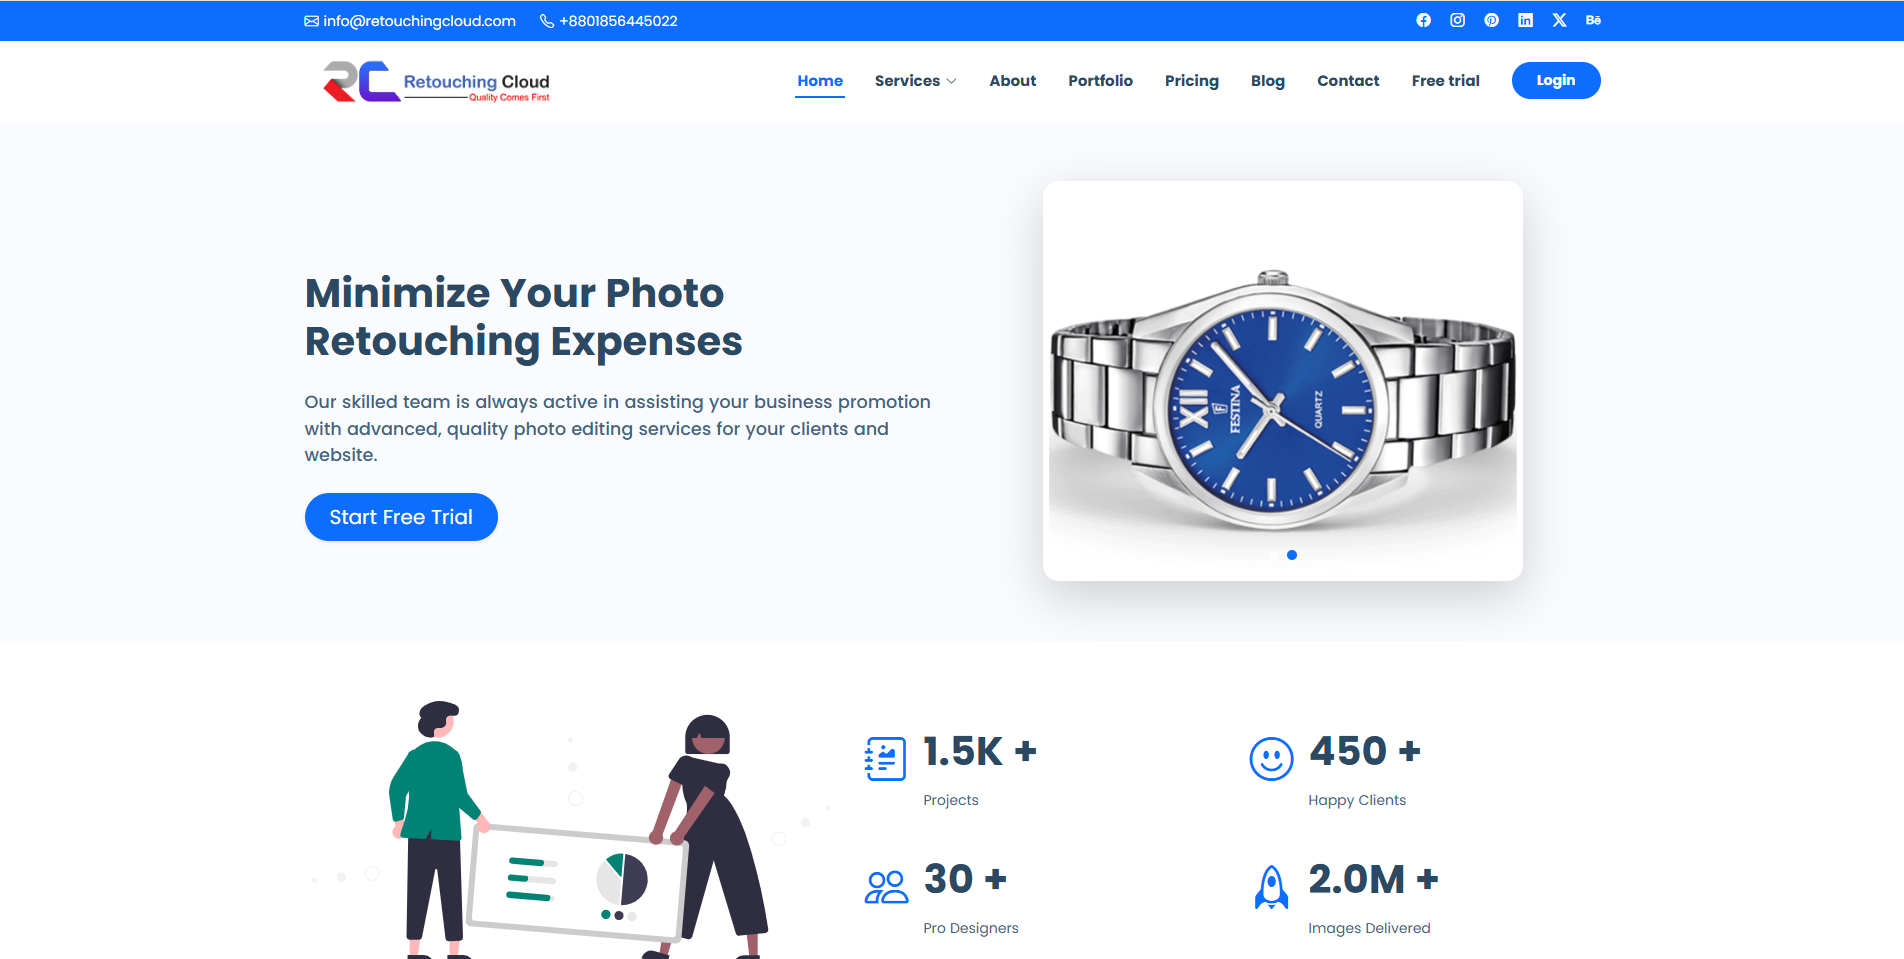 info@retouchingcloud.com +8801856445022
Bē
RC Retouching Cloud
Quality Comes First
Home Services About Portfolio Pricing Blog Contact Free trial Login
Minimize Your Photo
Retouching Expenses
Our skilled team is always active in assisting your business promotion
with advanced, quality photo editing services for your clients and
website.
Start Free Trial
XII
FESTINA
QUARTZ
1.5K +
Projects
450 +
Happy Clients
30 +
Pro Designers
2.0M +
Images Delivered